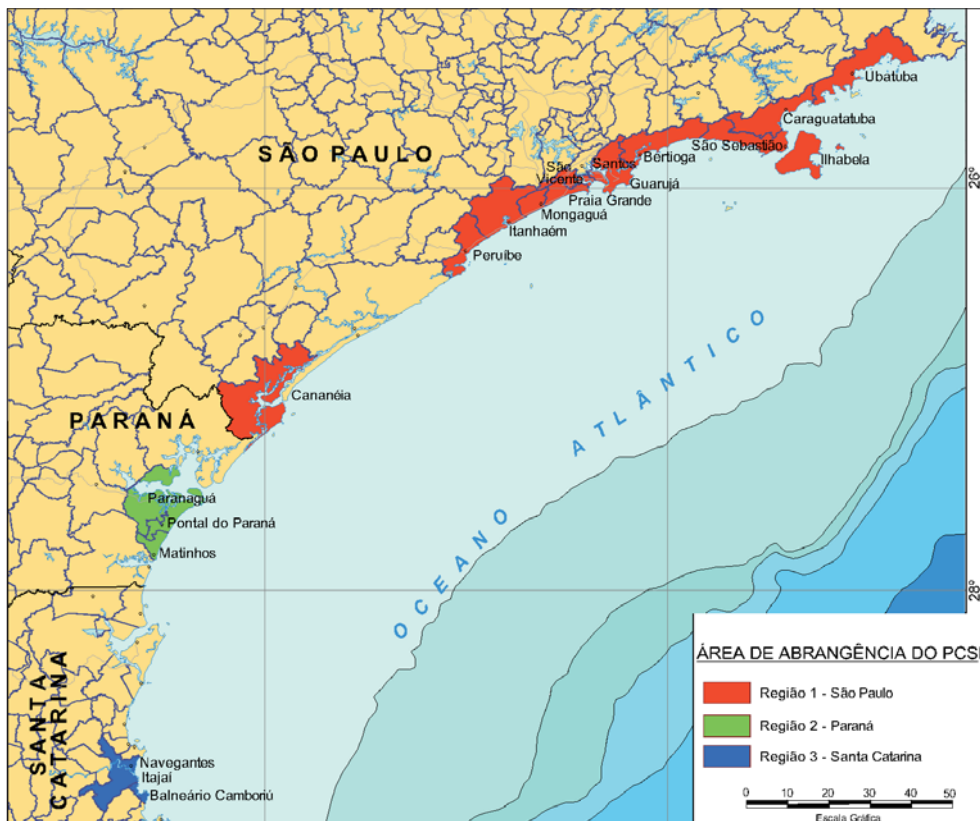 Ubatuba
Caraguatatuba
SÃO PAULO
São Sebastião
Bertioga
Ilhabela
Santos
São
Vicente
Guarujá
Praia Grande
Mongaguá
Itanhaém
Peruíbe
26°
OCEANO ATLÂNTICO
Cananéia
PARANÁ
Paranaguá
Pontal do Paraná
Matinhos
28°
SANTA
CATARINA
Navegantes
Itajaí
Balneário Camboriú
ÁREA DE ABRANGÊNCIA DO PCS
Região 1 - São Paulo
Região 2 - Paraná
Região 3 - Santa Catarina
0 10 20 30 40 50
Escala Gráfica